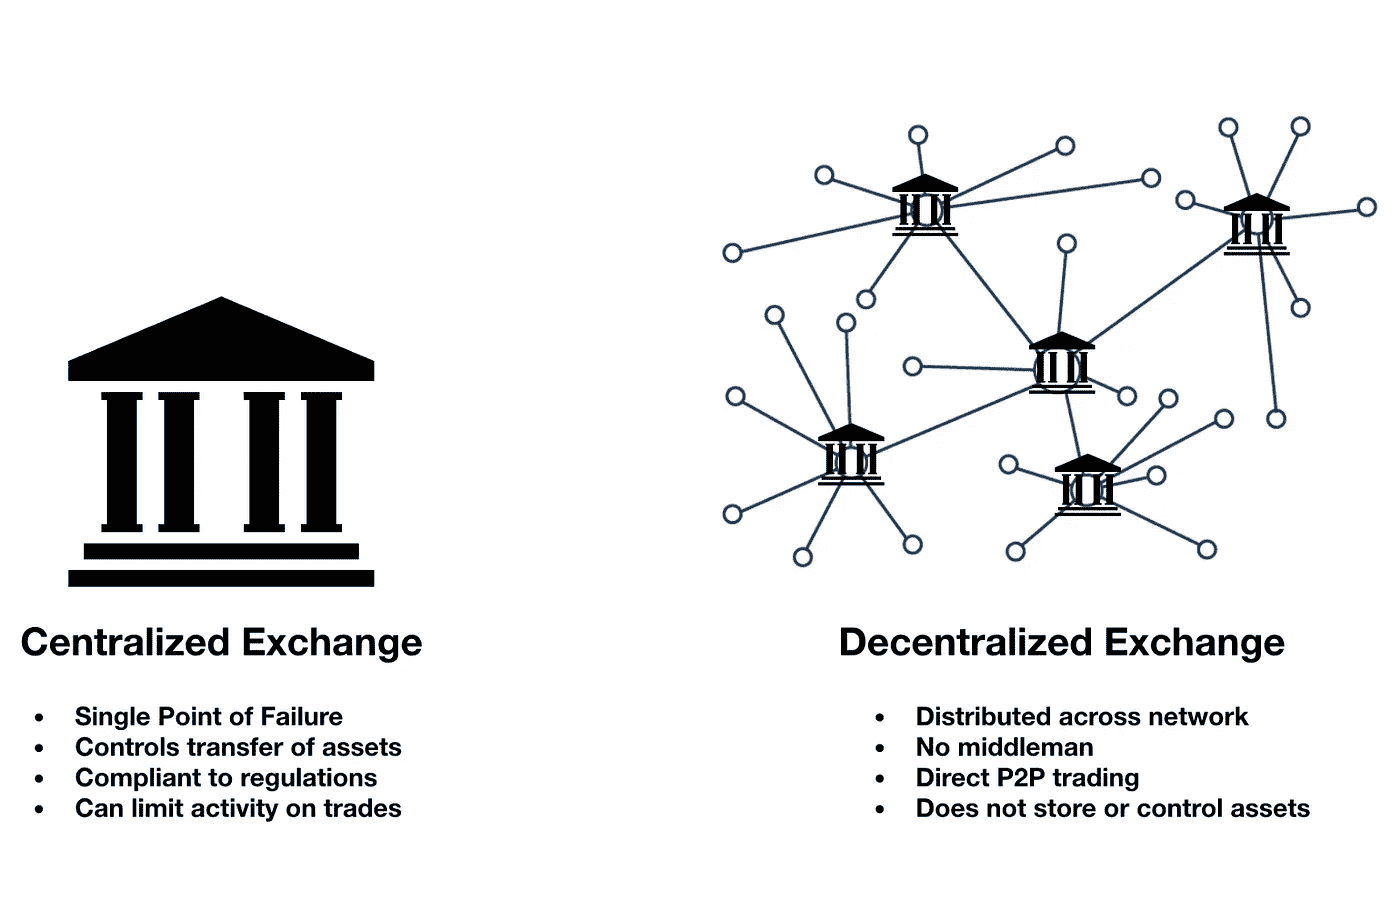 Centralized Exchange
• Single Point of Failure
• Controls transfer of assets
• Compliant to regulations
• Can limit activity on trades
Decentralized Exchange
• Distributed across network
• No middleman
• Direct P2P trading
• Does not store or control assets